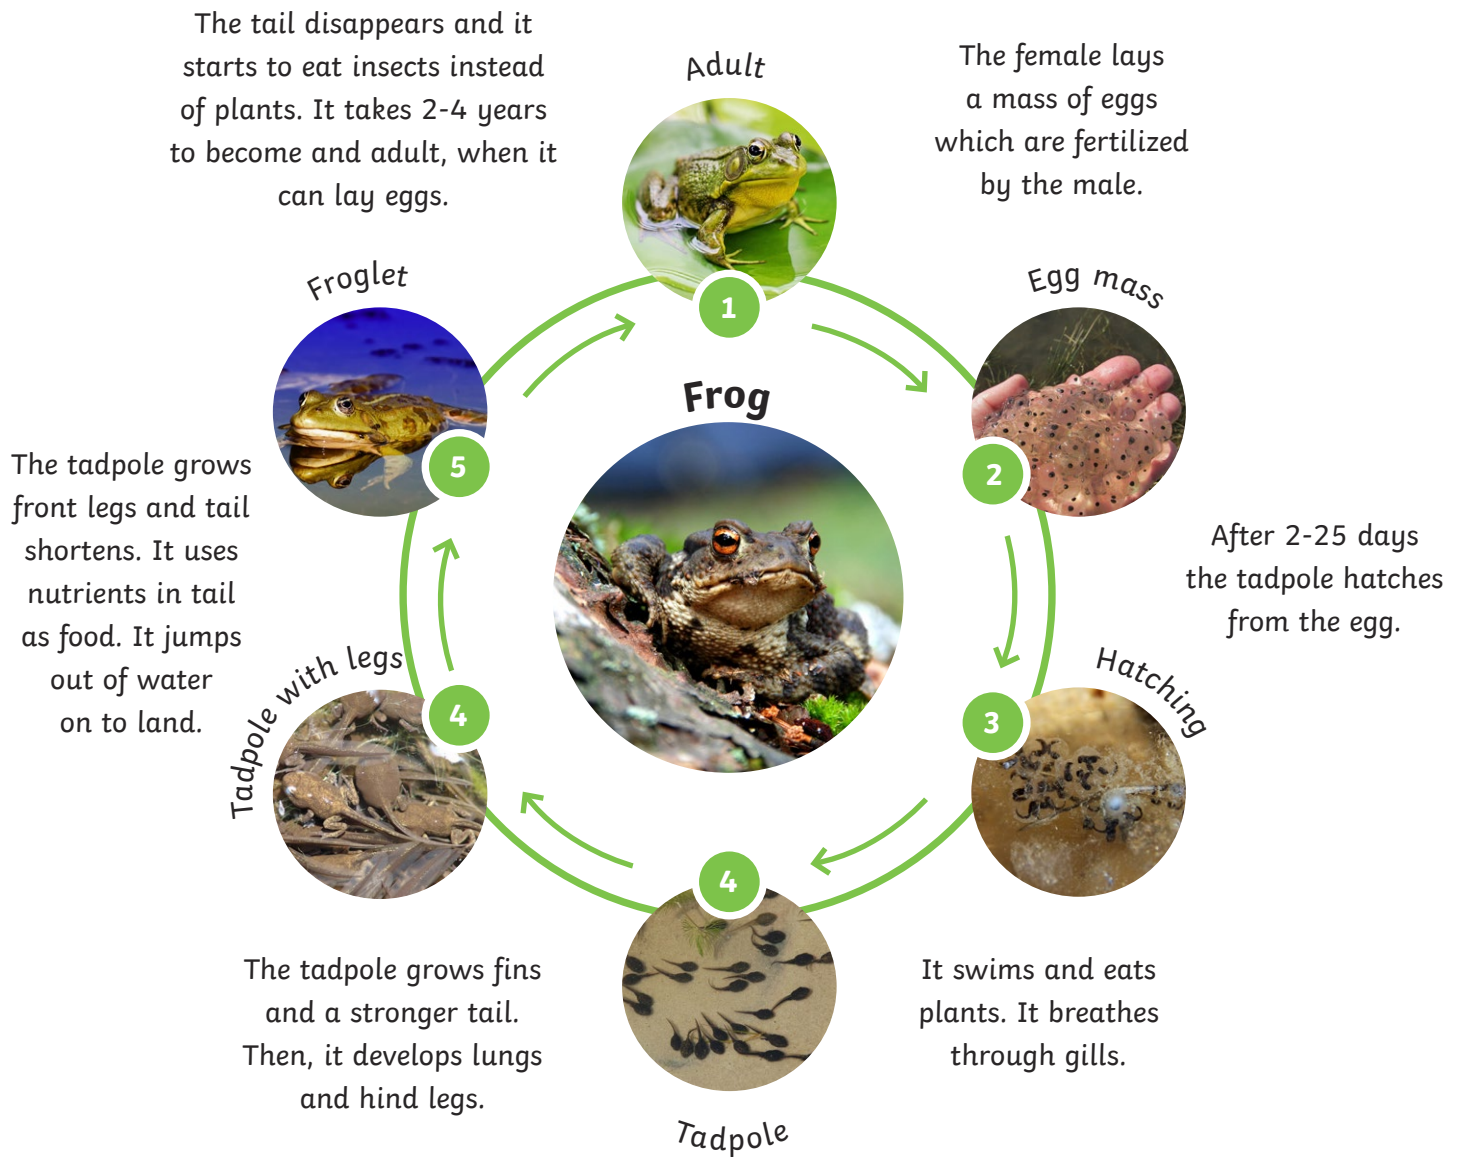 The tail disappears and it
starts to eat insects instead
of plants. It takes 2-4 years
to become and adult, when it
can lay eggs.
Adult
1
The female lays
a mass of eggs
which are fertilized
by the male.
Egg mass
2
After 2-25 days
the tadpole hatches
from the egg.
Hatching
3
It swims and eats
plants. It breathes
through gills.
4
Tadpole
The tadpole grows fins
and a stronger tail.
Then, it develops lungs
and hind legs.
Tadpole with legs
4
The tadpole grows
front legs and tail
shortens. It uses
nutrients in tail
as food. It jumps
out of water
on to land.
Froglet
5
Frog